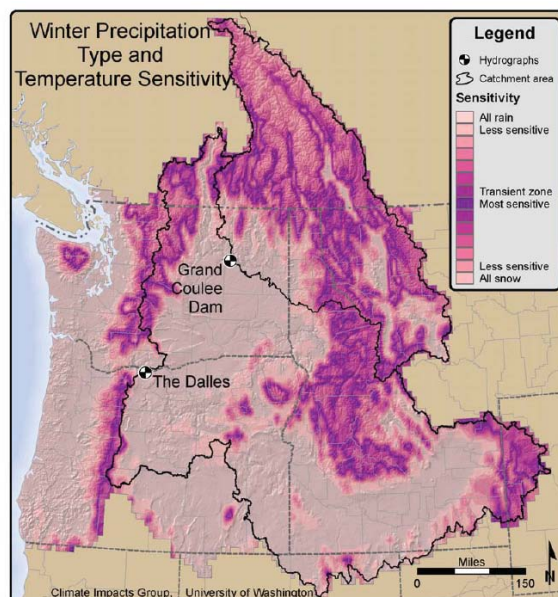 Winter Precipitation
Type and
Temperature Sensitivity
Legend
Hydrographs
Catchment area
Sensitivity
All rain
Less sensitive
Transient zone
Most sensitive
Less sensitive
All snow
Grand
Coulee
Dam
The Dalles
Miles
0 150
N
Climate Impacts Group, University of Washington